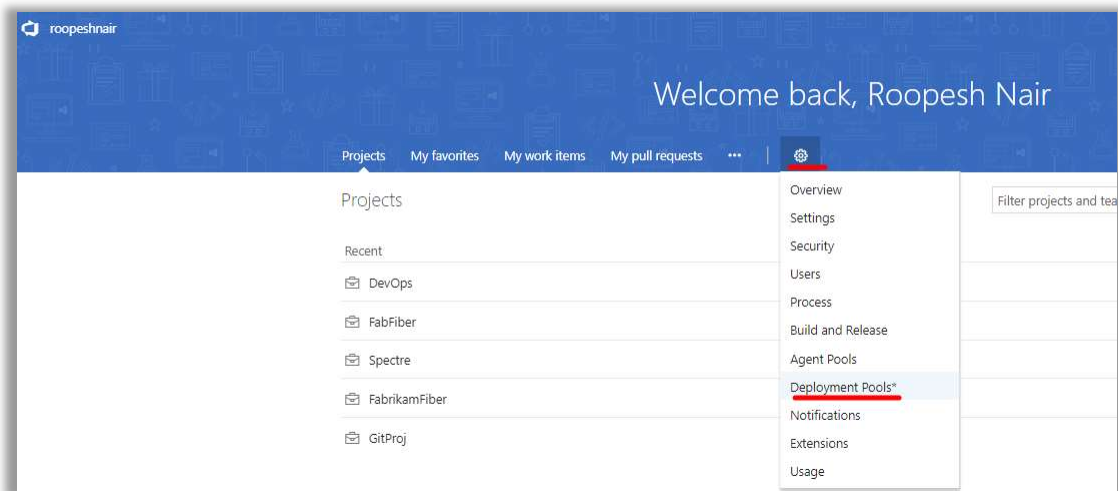 roopeshnair
Welcome back, Roopesh Nair
Projects My favorites My work items My pull requests ...
Projects
Filter projects and tea
Recent
DevOps
FabFiber
Spectre
FabrikamFiber
GitProj
Overview
Settings
Security
Users
Process
Build and Release
Agent Pools
Deployment Pools*
Notifications
Extensions
Usage